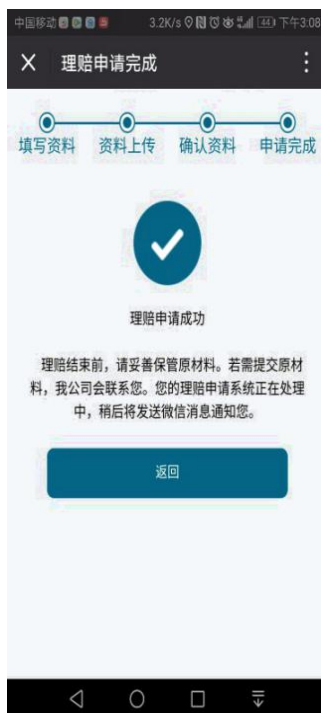 中国移动 3.2K/s 44 下午3:08
理赔申请完成
填写资料 资料上传 确认资料 申请完成
理赔申请成功
理赔结束前，请妥善保管原材料。若需提交原材
料，我公司会联系您。您的理赔申请系统正在处理
中，稍后将发送微信消息通知您。
返回